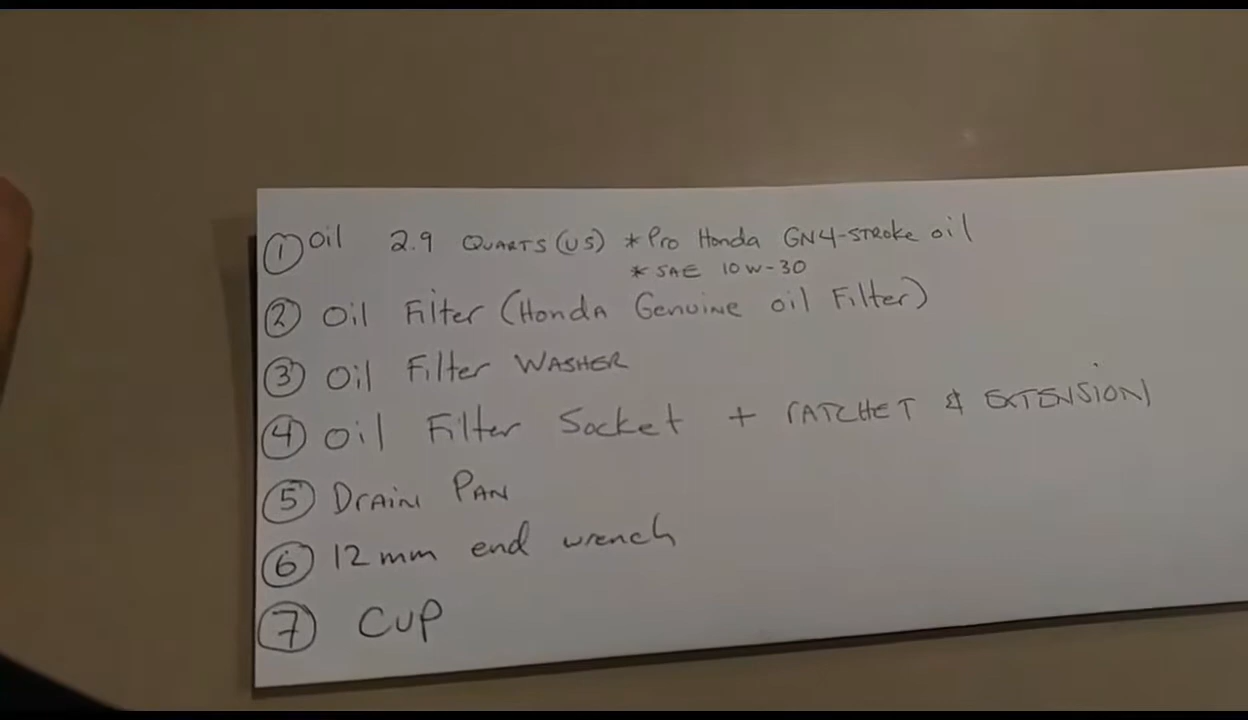 ① Oil 2.9 QUARTS (US) * Pro Honda GN4-STROKE oil
* SAE 10W-30
② Oil Filter (HONDA GENUINE oil Filter)
③ Oil Filter WASHER
④ Oil Filter Socket + RATCHET & EXTENSION
⑤ DRAIN PAN
⑥ 12mm end wrench
⑦ CUP